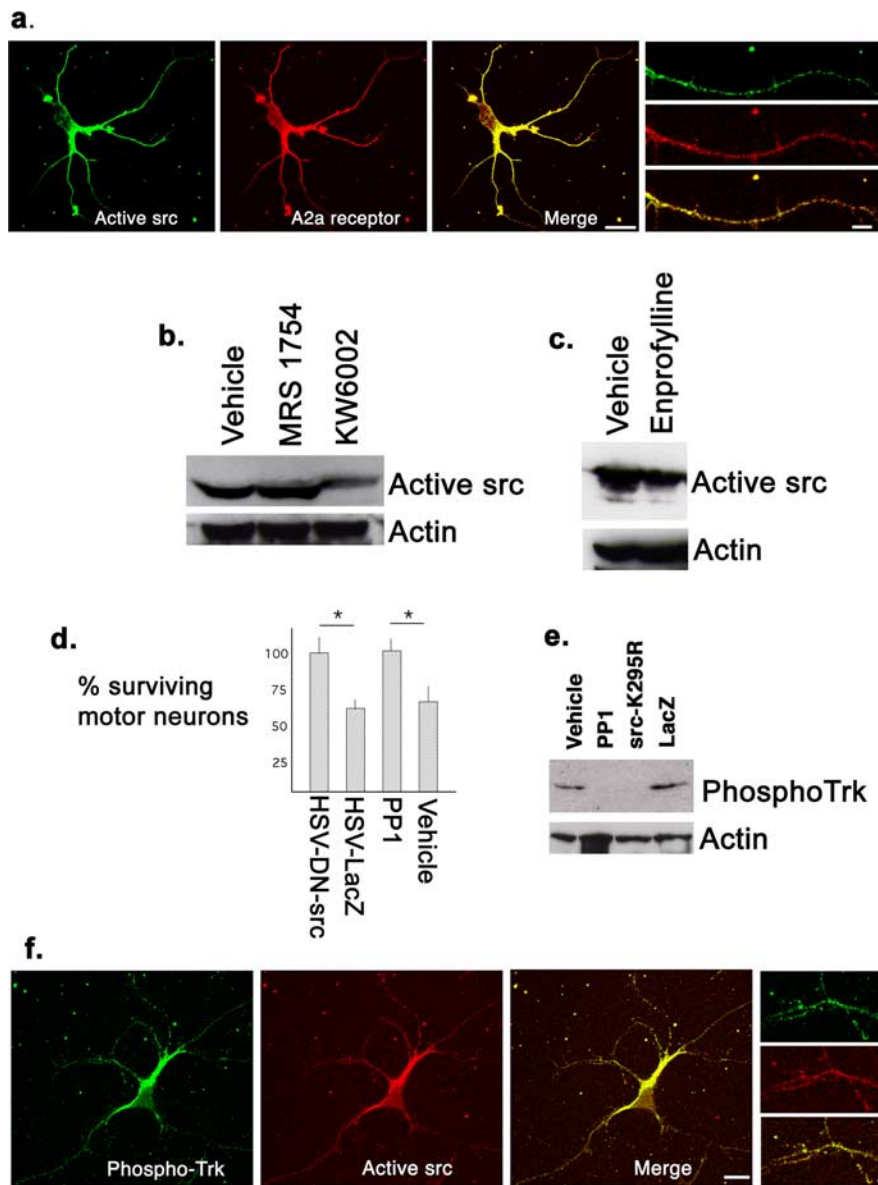 a.
Active src
A2a receptor
Merge
b.
Vehicle
MRS 1754
KW6002
Active src
Actin
c.
Vehicle
Enprofylline
Active src
Actin
d.
% surviving
motor neurons
100
75
50
25
*
*
HSV-DN-src
HSV-LacZ
PP1
Vehicle
e.
Vehicle
PP1
src-K295R
LacZ
PhosphoTrk
Actin
f.
Phospho-Trk
Active src
Merge